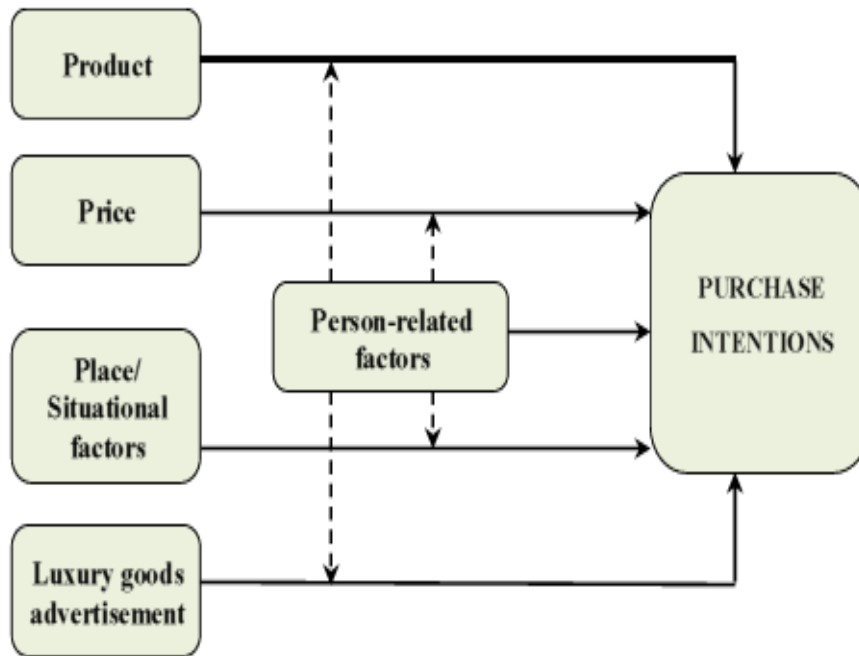 Product
Price
Person-related
factors
PURCHASE
INTENTIONS
Place/
Situational
factors
Luxury goods
advertisement